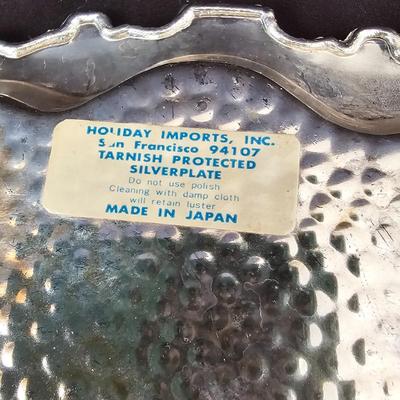 HOLIDAY IMPORTS, INC.
San Francisco 94107
TARNISH PROTECTED
SILVERPLATE
Do not use polish
Cleaning with damp cloth
will retain luster
MADE IN JAPAN